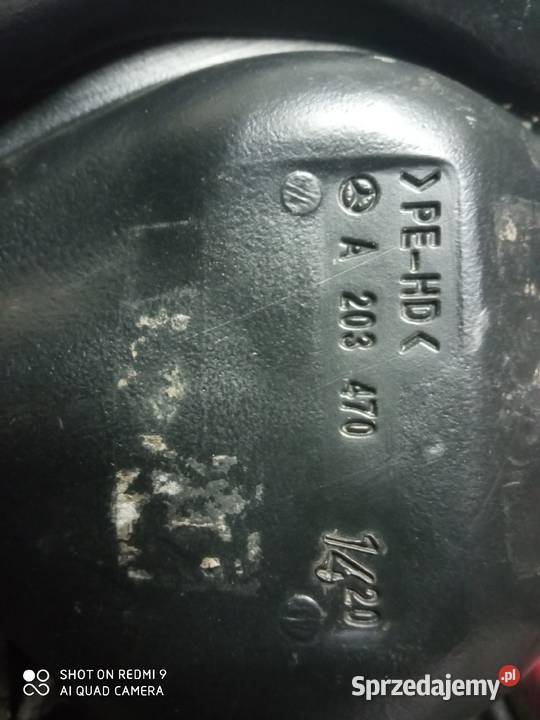 >PE-HD<
A 203 470 14 20
SHOT ON REDMI 9
AI QUAD CAMERA
Sprzedajemy.pl